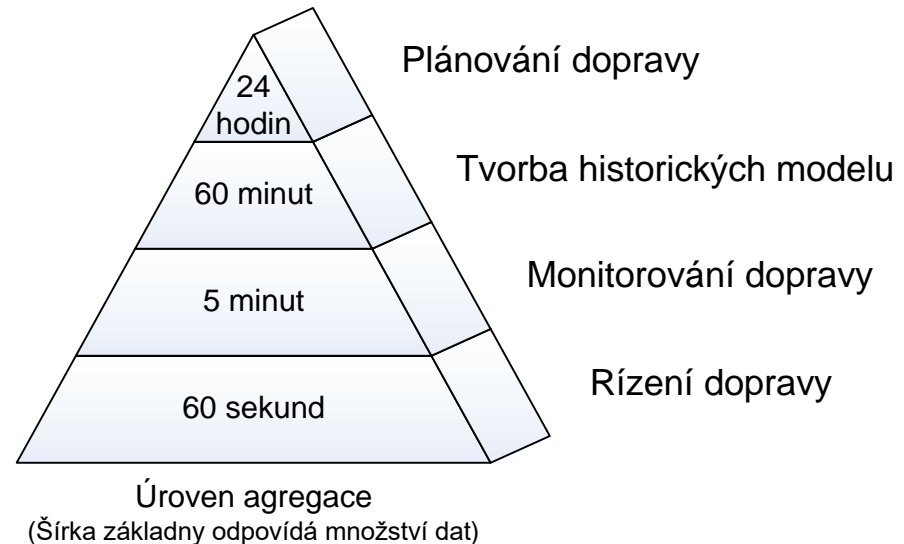 Plánování dopravy
24
hodin
Tvorba historických modelu
60 minut
Monitorování dopravy
5 minut
Rízení dopravy
60 sekund
Úroven agregace
(Šírka základny odpovídá množství dat)